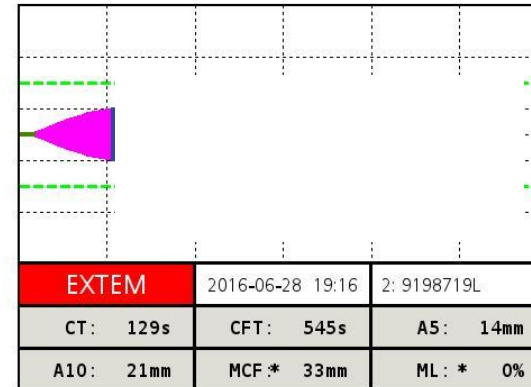 EXTEM 2016-06-28 19:16 2: 9198719L
CT: 129s CFT: 545s A5: 14mm
A10: 21mm MCF:* 33mm ML: * 0%